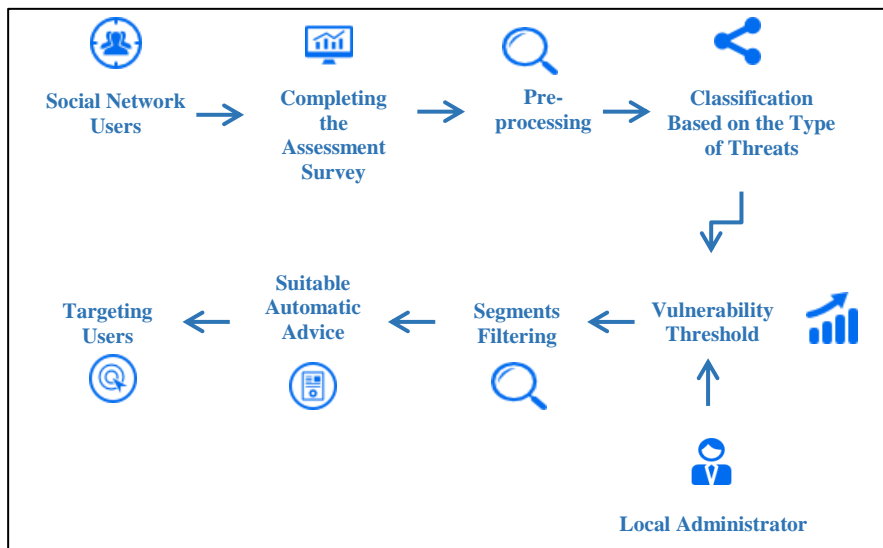 Social Network
Users
Completing
the
Assessment
Survey
Pre-
processing
Classification
Based on the Type
of Threats
Targeting
Users
Suitable
Automatic
Advice
Segments
Filtering
Vulnerability
Threshold
Local Administrator